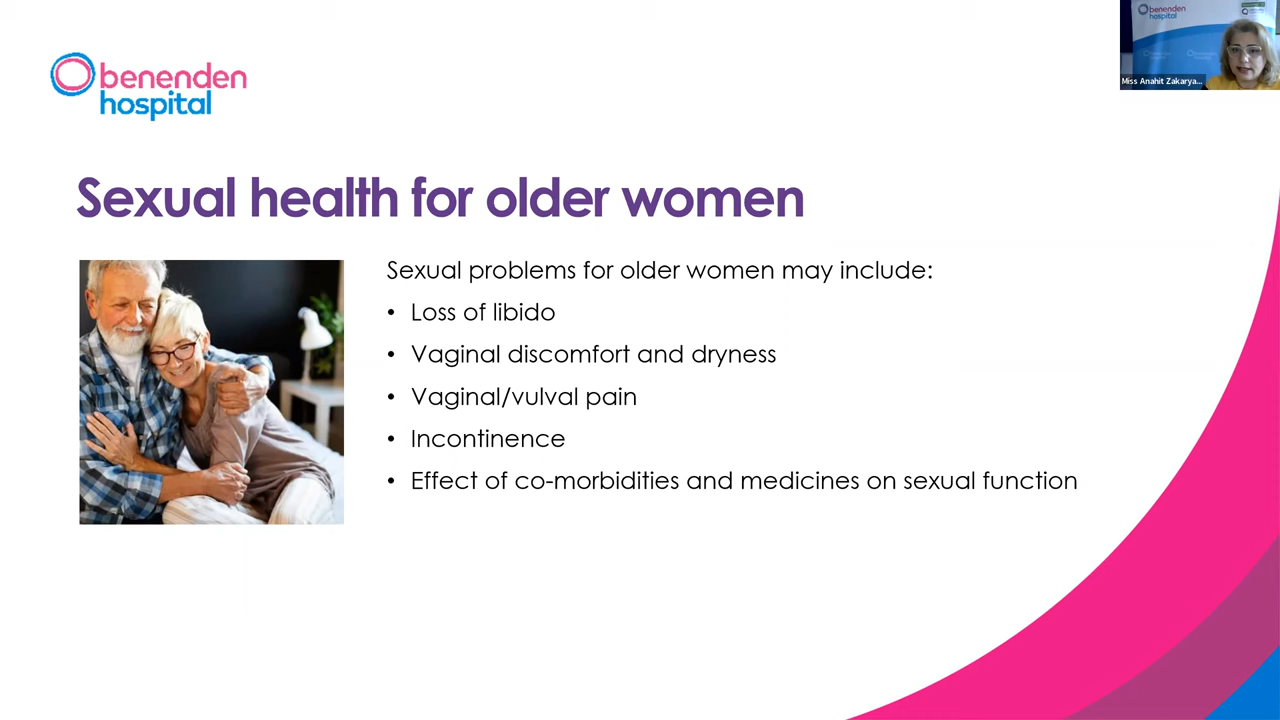 benenden
hospital
benenden
hospital
Miss Anahit Zakarya...
Sexual health for older women
Sexual problems for older women may include:
• Loss of libido
• Vaginal discomfort and dryness
• Vaginal/vulval pain
• Incontinence
• Effect of co-morbidities and medicines on sexual function